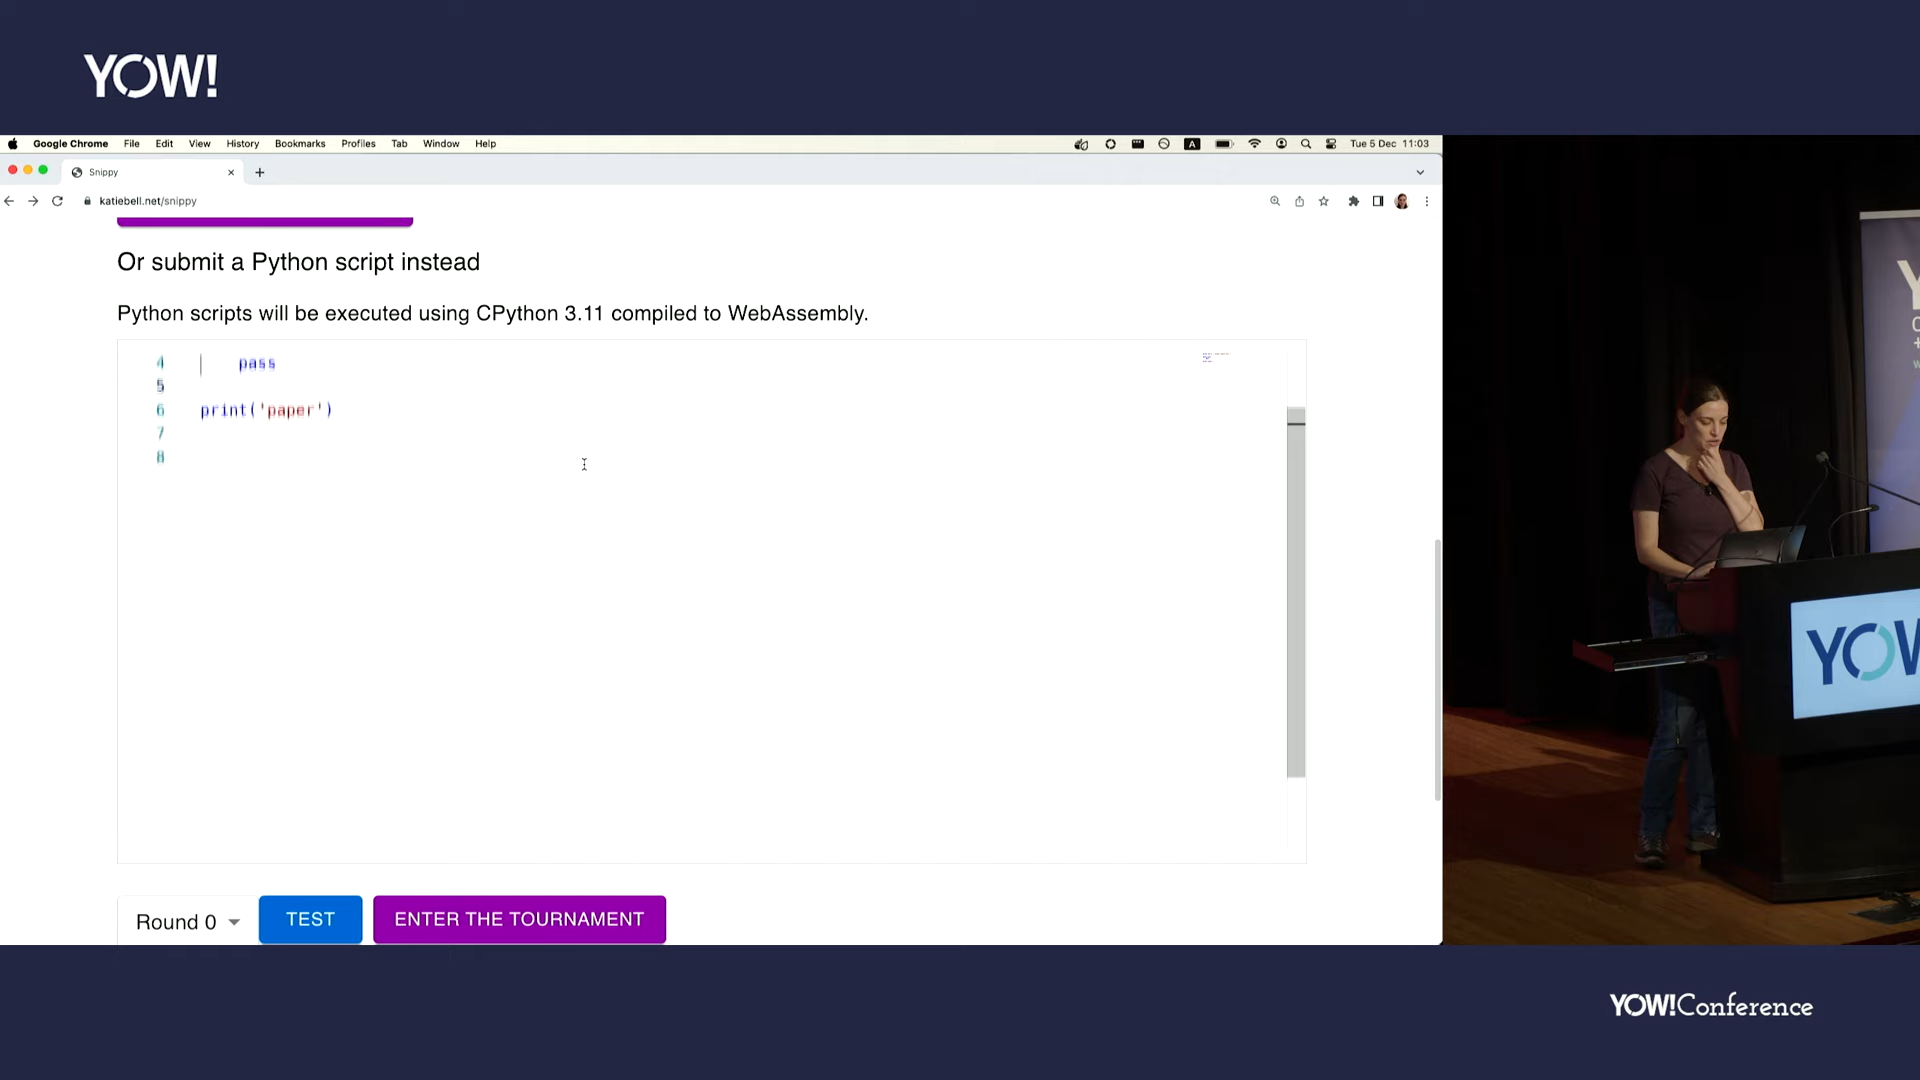 YOW!
Google Chrome File Edit View History Bookmarks Profiles Tab Window Help
A
Tue 5 Dec 11:03
Snippy
katiebell.net/snippy
Or submit a Python script instead
Python scripts will be executed using CPython 3.11 compiled to WebAssembly.
4 pass
5
6 print('paper')
7
8
Round 0
TEST
ENTER THE TOURNAMENT
YOW
YOW!Conference